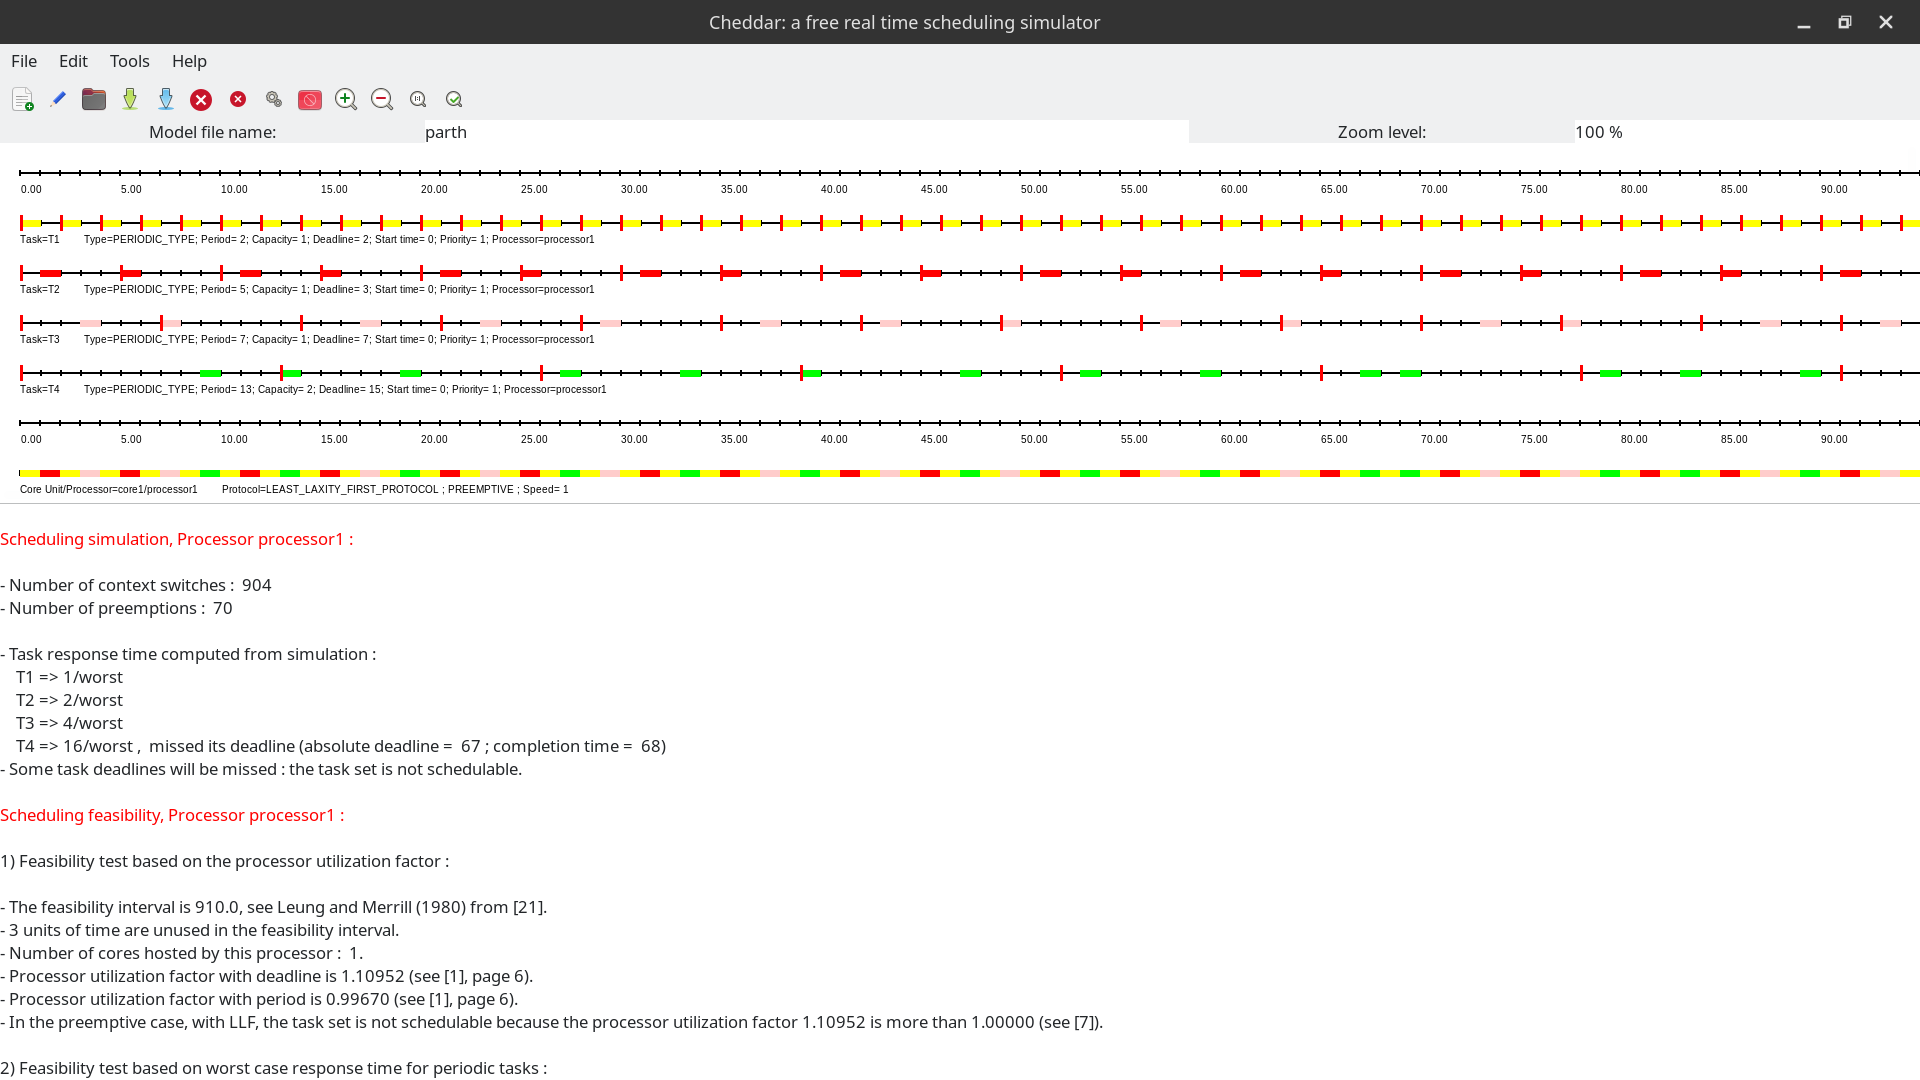 Cheddar: a free real time scheduling simulator
File Edit Tools Help
Model file name: parth Zoom level: 100 %
0.00 5.00 10.00 15.00 20.00 25.00 30.00 35.00 40.00 45.00 50.00 55.00 60.00 65.00 70.00 75.00 80.00 85.00 90.00
Task=T1 Type=PERIODIC_TYPE; Period= 2; Capacity= 1; Deadline= 2; Start time= 0; Priority= 1; Processor=processor1
Task=T2 Type=PERIODIC_TYPE; Period= 5; Capacity= 1; Deadline= 3; Start time= 0; Priority= 1; Processor=processor1
Task=T3 Type=PERIODIC_TYPE; Period= 7; Capacity= 1; Deadline= 7; Start time= 0; Priority= 1; Processor=processor1
Task=T4 Type=PERIODIC_TYPE; Period= 13; Capacity= 2; Deadline= 15; Start time= 0; Priority= 1; Processor=processor1
0.00 5.00 10.00 15.00 20.00 25.00 30.00 35.00 40.00 45.00 50.00 55.00 60.00 65.00 70.00 75.00 80.00 85.00 90.00
Core Unit/Processor=core1/processor1 Protocol=LEAST_LAXITY_FIRST_PROTOCOL ; PREEMPTIVE ; Speed= 1
Scheduling simulation, Processor processor1 :
- Number of context switches : 904
- Number of preemptions : 70
- Task response time computed from simulation :
T1 => 1/worst
T2 => 2/worst
T3 => 4/worst
T4 => 16/worst , missed its deadline (absolute deadline = 67 ; completion time = 68)
- Some task deadlines will be missed : the task set is not schedulable.
Scheduling feasibility, Processor processor1 :
1) Feasibility test based on the processor utilization factor :
- The feasibility interval is 910.0, see Leung and Merrill (1980) from [21].
- 3 units of time are unused in the feasibility interval.
- Number of cores hosted by this processor : 1.
- Processor utilization factor with deadline is 1.10952 (see [1], page 6).
- Processor utilization factor with period is 0.99670 (see [1], page 6).
- In the preemptive case, with LLF, the task set is not schedulable because the processor utilization factor 1.10952 is more than 1.00000 (see [7]).
2) Feasibility test based on worst case response time for periodic tasks :